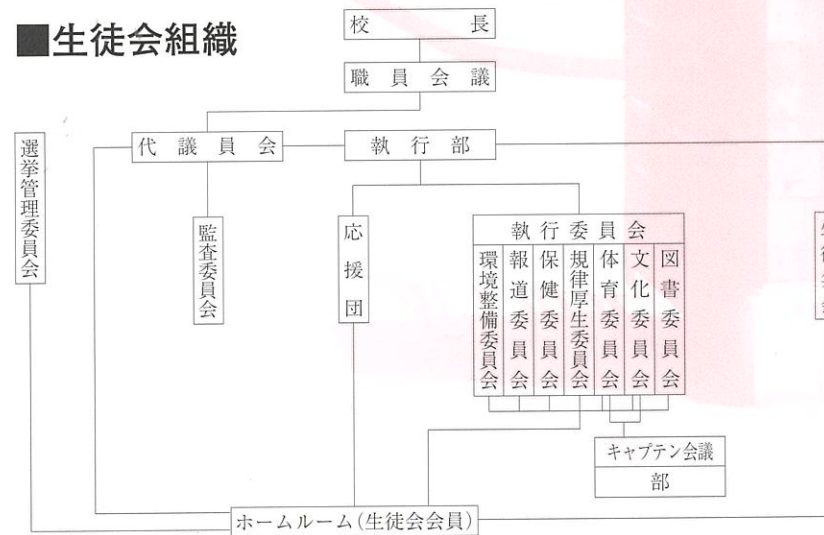 ■生徒会組織
校長
職員会議
代議員会
執行部
選挙管理委員会
監査委員会
応援団
執行委員会
環境整備委員会
報道委員会
保健委員会
規律厚生委員会
体育委員会
文化委員会
図書委員会
キャプテン会議
部
ホームルーム(生徒会会員)